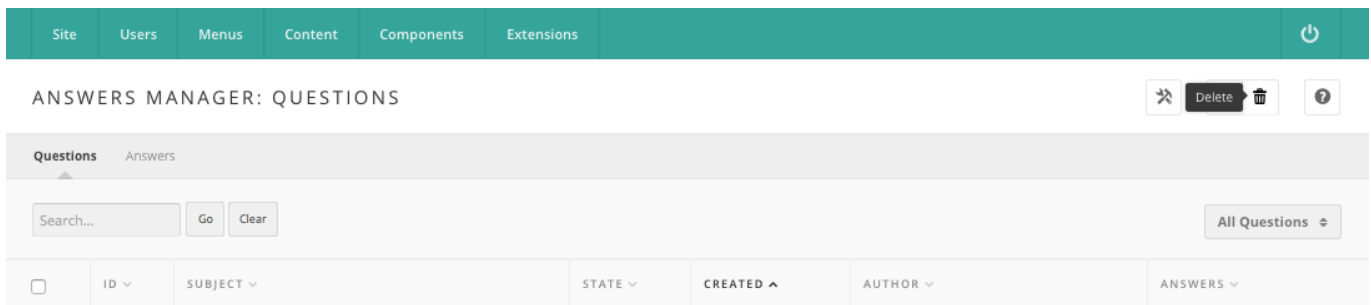 Site Users Menus Content Components Extensions
ANSWERS MANAGER: QUESTIONS Delete
Questions Answers
Search... Go Clear All Questions
ID SUBJECT STATE CREATED AUTHOR ANSWERS